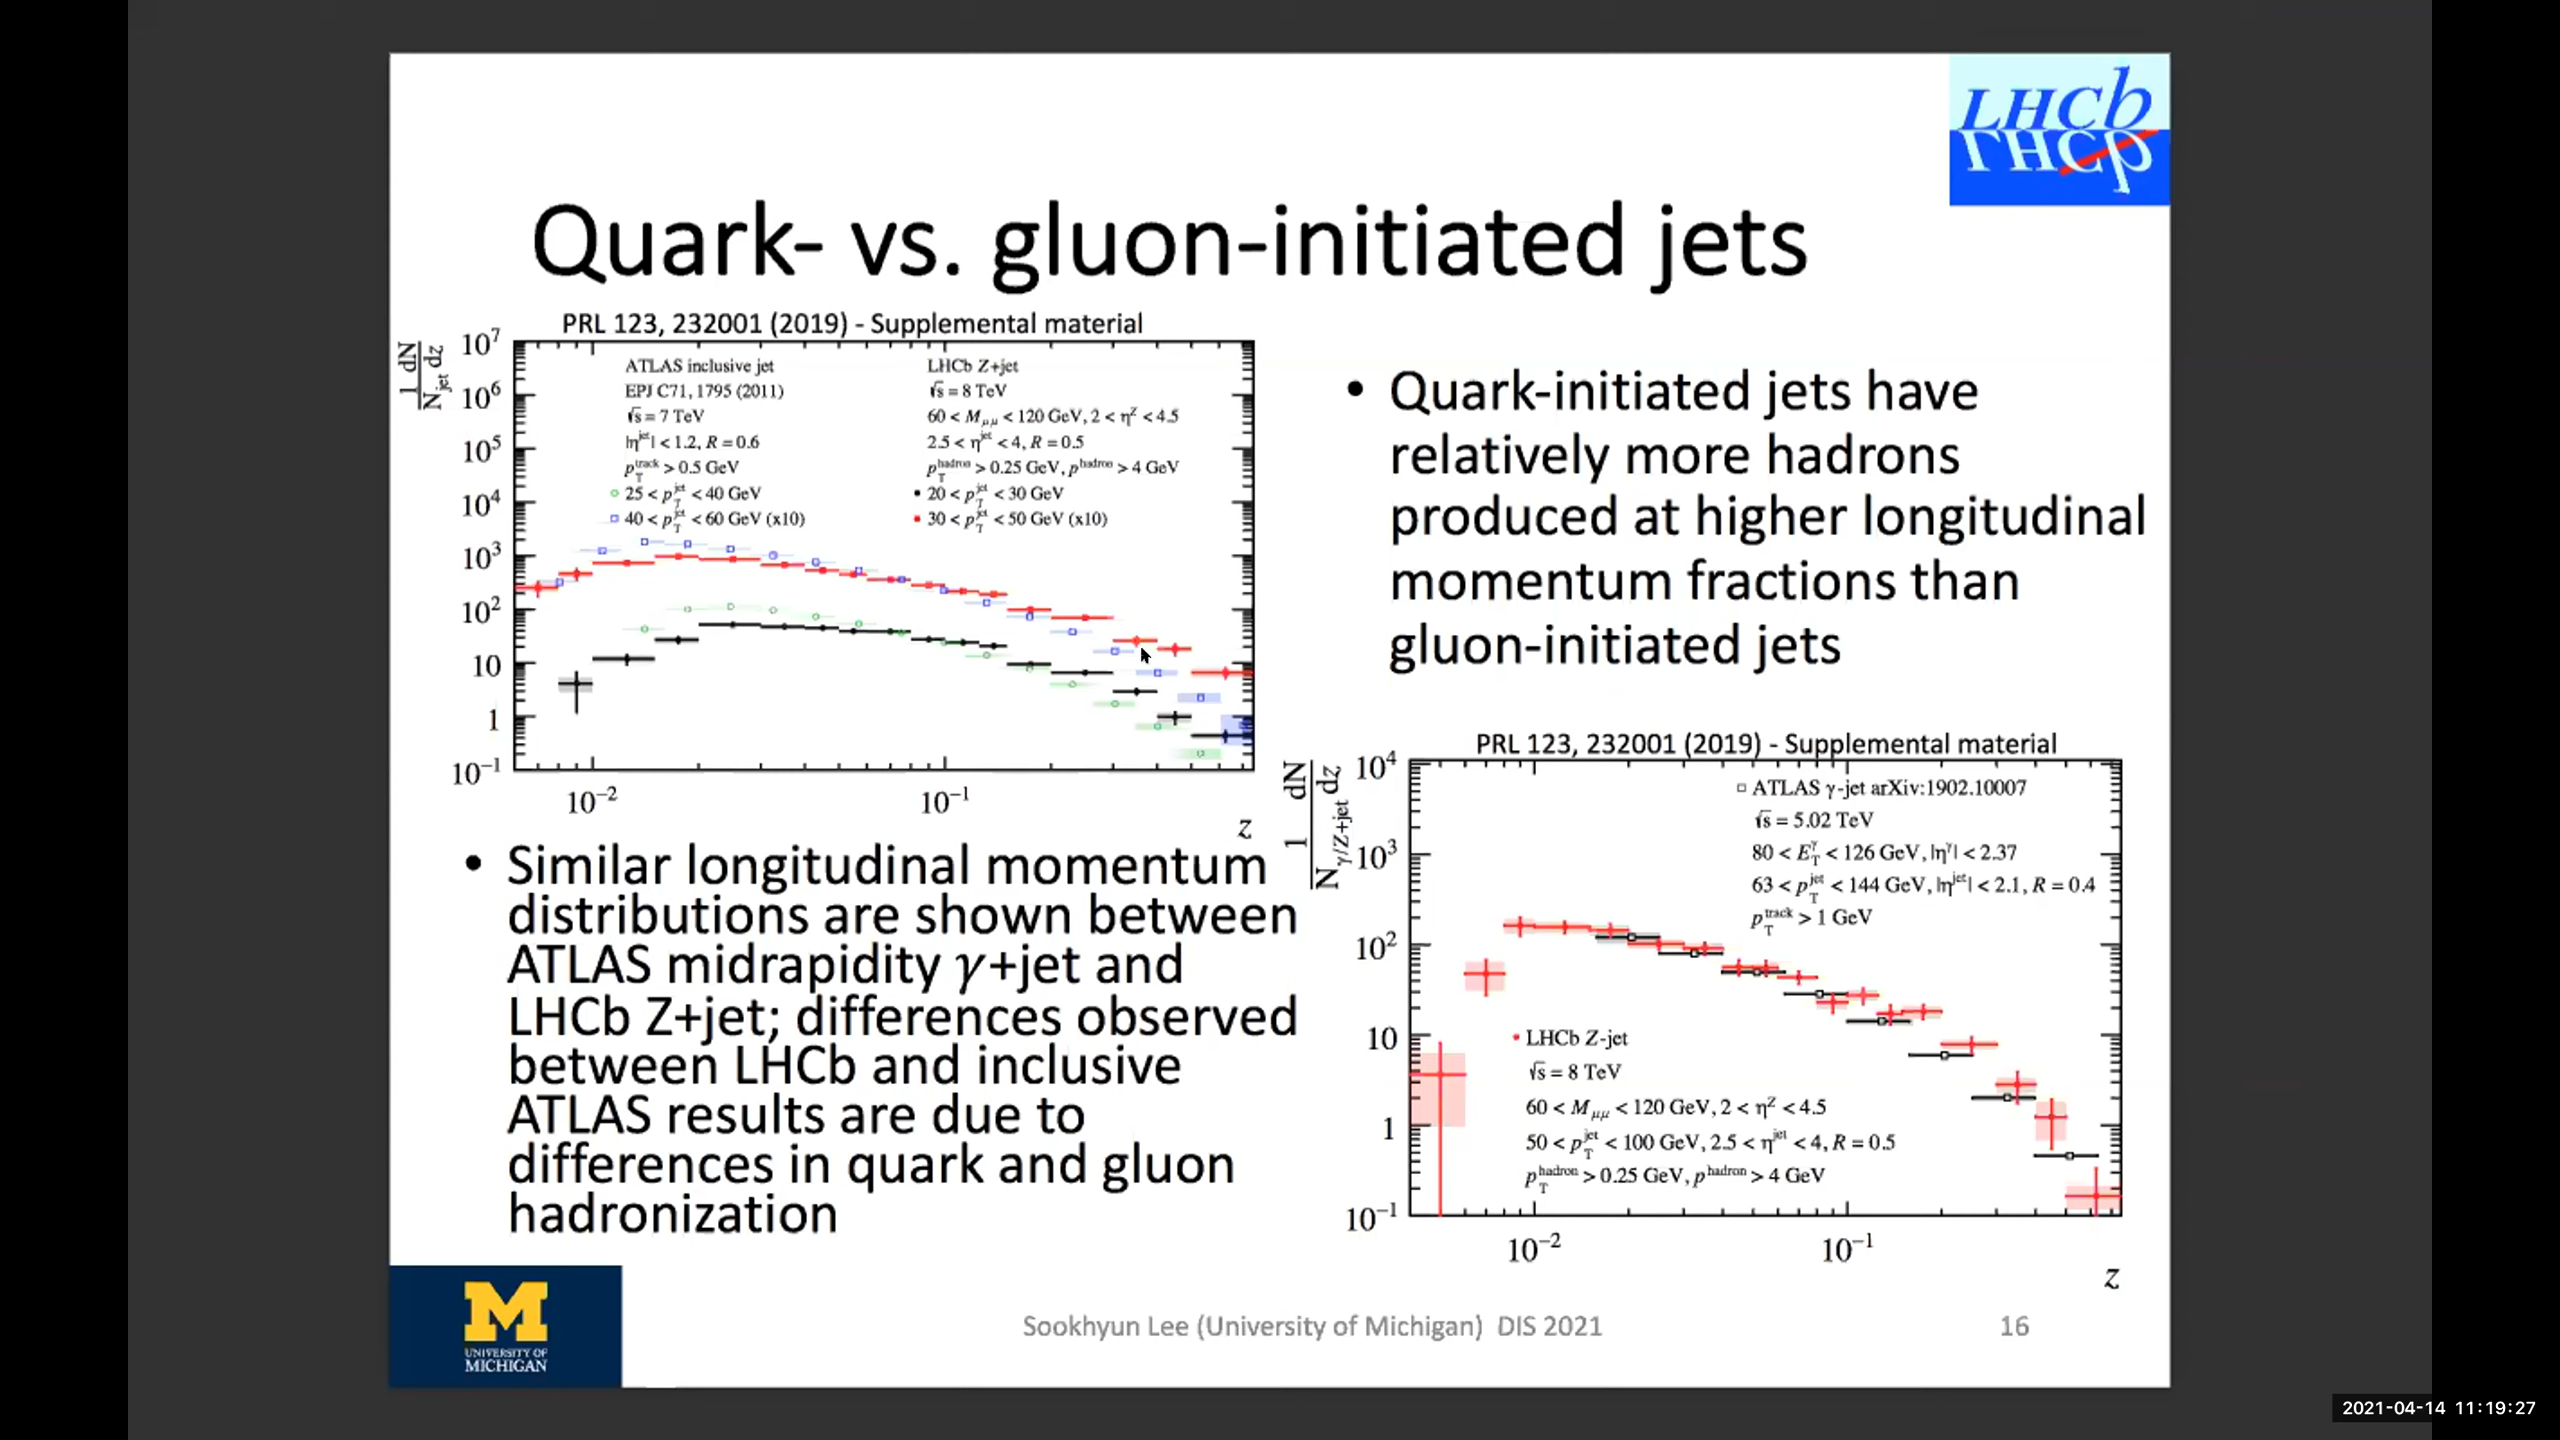 LHCb
Quark- vs. gluon-initiated jets
PRL 123, 232001 (2019) - Supplemental material
1 dN
N_jet dz
10^7
10^6
10^5
10^4
10^3
10^2
10
1
10^−1
ATLAS inclusive jet
EPJ C71, 1795 (2011)
√s = 7 TeV
|η^jet| < 1.2, R = 0.6
p_T^track > 0.5 GeV
25 < p_T^jet < 40 GeV
40 < p_T^jet < 60 GeV (x10)
LHCb Z+jet
√s = 8 TeV
60 < M_μμ < 120 GeV, 2 < η^Z < 4.5
2.5 < η^jet < 4, R = 0.5
p_T^hadron > 0.25 GeV, p^hadron > 4 GeV
20 < p_T^jet < 30 GeV
30 < p_T^jet < 50 GeV (x10)
10^−2
10^−1
z
• Quark-initiated jets have
relatively more hadrons
produced at higher longitudinal
momentum fractions than
gluon-initiated jets
• Similar longitudinal momentum
distributions are shown between
ATLAS midrapidity γ+jet and
LHCb Z+jet; differences observed
between LHCb and inclusive
ATLAS results are due to
differences in quark and gluon
hadronization
PRL 123, 232001 (2019) - Supplemental material
1 dN
N_γ/Z+jet dz
10^4
10^3
10^2
10
1
10^−1
ATLAS γ-jet arXiv:1902.10007
√s = 5.02 TeV
80 < E_T^γ < 126 GeV, |η^γ| < 2.37
63 < p_T^jet < 144 GeV, |η^jet| < 2.1, R = 0.4
p_T^track > 1 GeV
LHCb Z-jet
√s = 8 TeV
60 < M_μμ < 120 GeV, 2 < η^Z < 4.5
50 < p_T^jet < 100 GeV, 2.5 < η^jet < 4, R = 0.5
p_T^hadron > 0.25 GeV, p^hadron > 4 GeV
10^−2
10^−1
z
M
UNIVERSITY OF
MICHIGAN
Sookhyun Lee (University of Michigan) DIS 2021
16
2021-04-14 11:19:27